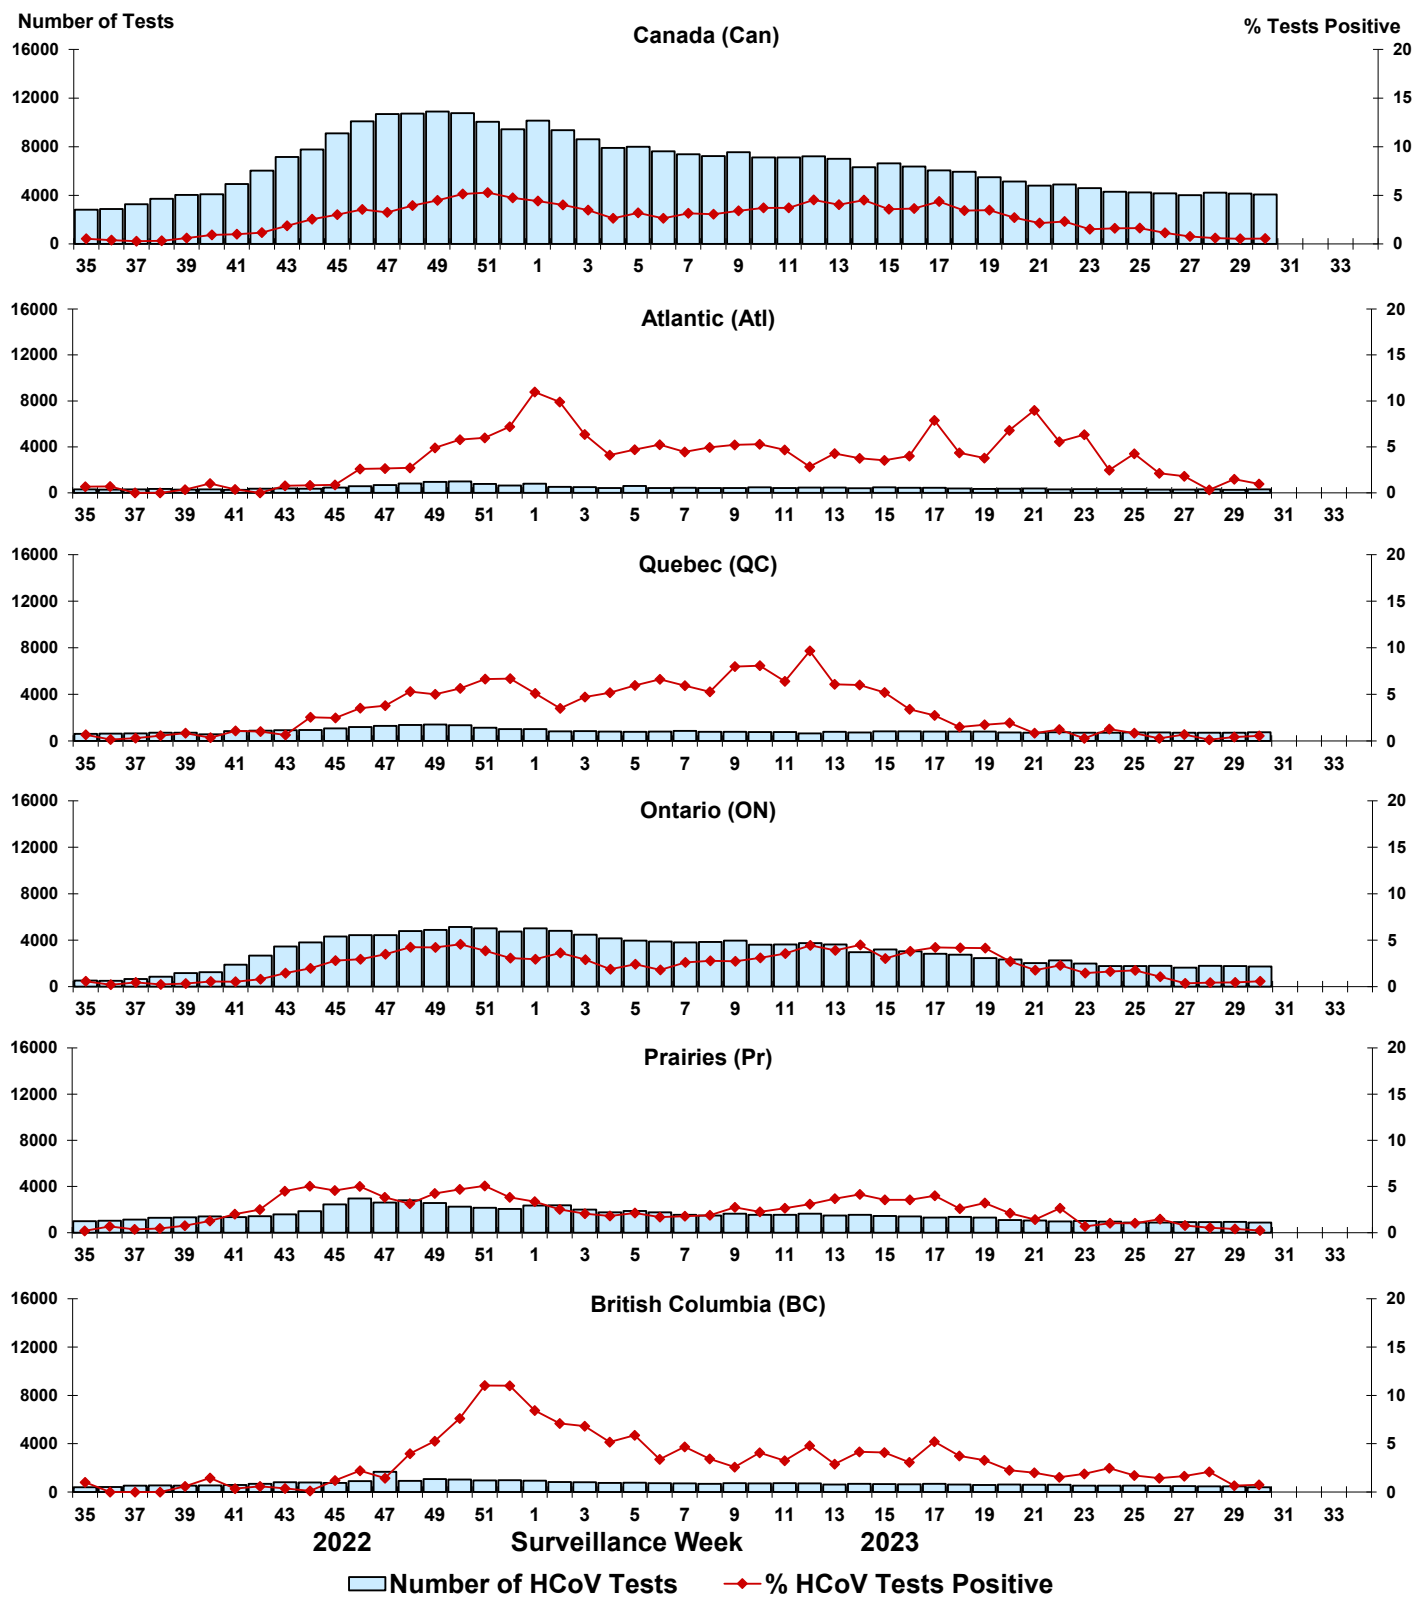 Number of Tests
Canada (Can)
% Tests Positive
16000 12000 8000 4000 0
20 15 10 5 0
35 37 39 41 43 45 47 49 51 1 3 5 7 9 11 13 15 17 19 21 23 25 27 29 31 33
Atlantic (Atl)
16000 12000 8000 4000 0
20 15 10 5 0
35 37 39 41 43 45 47 49 51 1 3 5 7 9 11 13 15 17 19 21 23 25 27 29 31 33
Quebec (QC)
16000 12000 8000 4000 0
20 15 10 5 0
35 37 39 41 43 45 47 49 51 1 3 5 7 9 11 13 15 17 19 21 23 25 27 29 31 33
Ontario (ON)
16000 12000 8000 4000 0
20 15 10 5 0
35 37 39 41 43 45 47 49 51 1 3 5 7 9 11 13 15 17 19 21 23 25 27 29 31 33
Prairies (Pr)
16000 12000 8000 4000 0
20 15 10 5 0
35 37 39 41 43 45 47 49 51 1 3 5 7 9 11 13 15 17 19 21 23 25 27 29 31 33
British Columbia (BC)
16000 12000 8000 4000 0
20 15 10 5 0
35 37 39 41 43 45 47 49 51 1 3 5 7 9 11 13 15 17 19 21 23 25 27 29 31 33
2022 Surveillance Week 2023
Number of HCoV Tests % HCoV Tests Positive